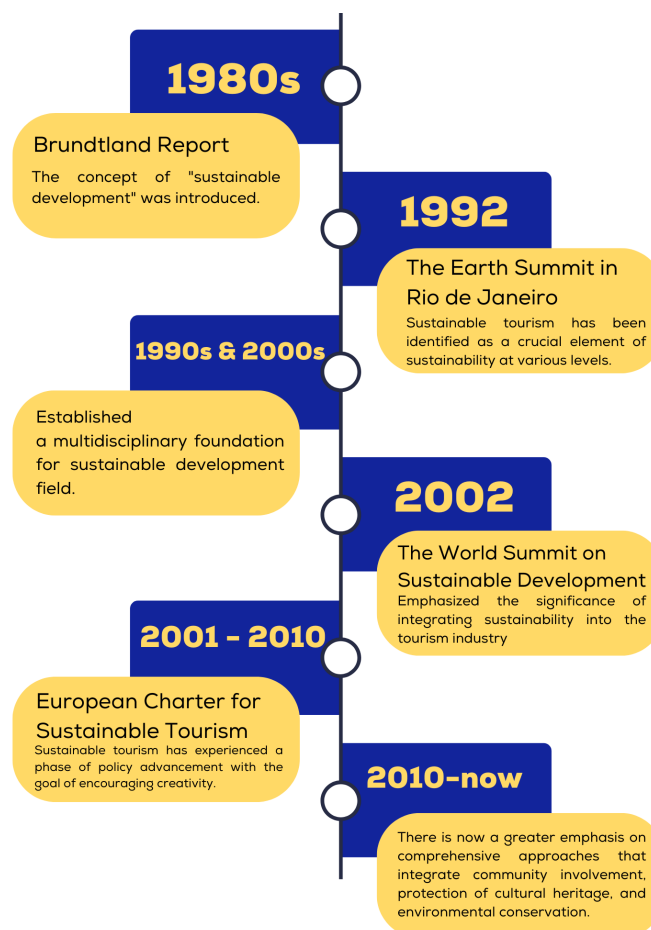 1980s
Brundtland Report
The concept of "sustainable
development" was introduced.
1992
The Earth Summit in
Rio de Janeiro
Sustainable tourism has been
identified as a crucial element of
sustainability at various levels.
1990s & 2000s
Established
a multidisciplinary foundation
for sustainable development
field.
2002
The World Summit on
Sustainable Development
Emphasized the significance of
integrating sustainability into the
tourism industry
2001 - 2010
European Charter for
Sustainable Tourism
Sustainable tourism has experienced a
phase of policy advancement with the
goal of encouraging creativity.
2010-now
There is now a greater emphasis on
comprehensive approaches that
integrate community involvement,
protection of cultural heritage, and
environmental conservation.